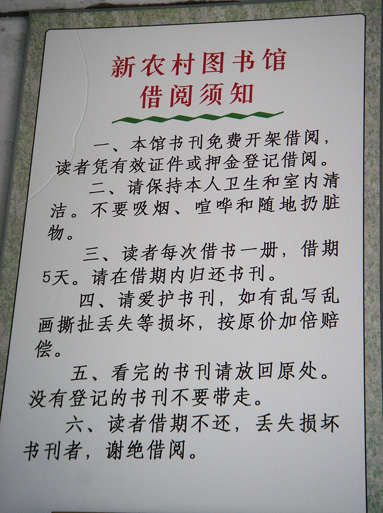 新农村图书馆
借阅须知
一、本馆书刊免费开架借阅，
读者凭有效证件或押金登记借阅。
二、请保持本人卫生和室内清
洁。不要吸烟、喧哗和随地扔脏
物。
三、读者每次借书一册，借期
5天。请在借期内归还书刊。
四、请爱护书刊，如有乱写乱
画撕扯丢失等损坏，按原价加倍赔
偿。
五、看完的书刊请放回原处。
没有登记的书刊不要带走。
六、读者借期不还，丢失损坏
书刊者，谢绝借阅。